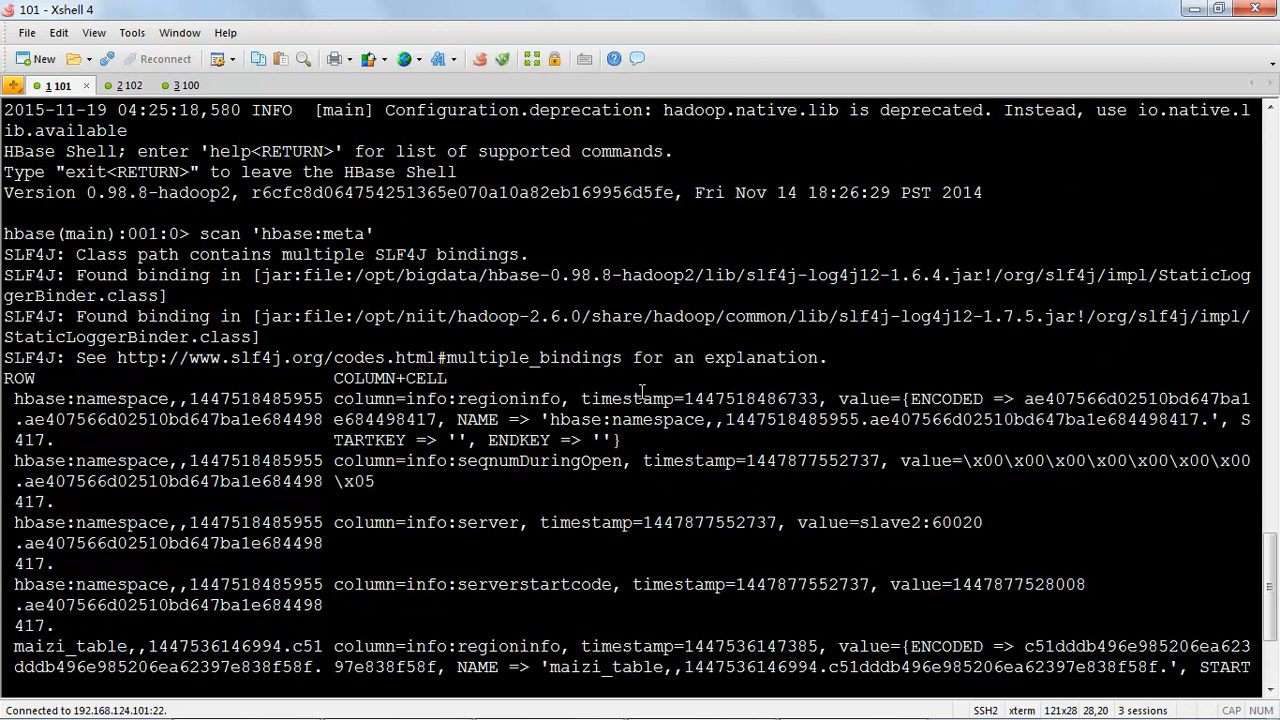 101 - Xshell 4
File Edit View Tools Window Help
New Reconnect
1 101 × 2 102 3 100
2015-11-19 04:25:18,580 INFO  [main] Configuration.deprecation: hadoop.native.lib is deprecated. Instead, use io.native.l
ib.available
HBase Shell; enter 'help<RETURN>' for list of supported commands.
Type "exit<RETURN>" to leave the HBase Shell
Version 0.98.8-hadoop2, r6cfc8d064754251365e070a10a82eb169956d5fe, Fri Nov 14 18:26:29 PST 2014
hbase(main):001:0> scan 'hbase:meta'
SLF4J: Class path contains multiple SLF4J bindings.
SLF4J: Found binding in [jar:file:/opt/bigdata/hbase-0.98.8-hadoop2/lib/slf4j-log4j12-1.6.4.jar!/org/slf4j/impl/StaticLog
gerBinder.class]
SLF4J: Found binding in [jar:file:/opt/niit/hadoop-2.6.0/share/hadoop/common/lib/slf4j-log4j12-1.7.5.jar!/org/slf4j/impl/
StaticLoggerBinder.class]
SLF4J: See http://www.slf4j.org/codes.html#multiple_bindings for an explanation.
ROW COLUMN+CELL
hbase:namespace,,1447518485955 column=info:regioninfo, timestamp=1447518486733, value={ENCODED => ae407566d02510bd647ba1
.ae407566d02510bd647ba1e684498 e684498417, NAME => 'hbase:namespace,,1447518485955.ae407566d02510bd647ba1e684498417.', S
417. TARTKEY => '', ENDKEY => ''}
hbase:namespace,,1447518485955 column=info:seqnumDuringOpen, timestamp=1447877552737, value=\x00\x00\x00\x00\x00\x00\x00
.ae407566d02510bd647ba1e684498 \x05
417.
hbase:namespace,,1447518485955 column=info:server, timestamp=1447877552737, value=slave2:60020
.ae407566d02510bd647ba1e684498
417.
hbase:namespace,,1447518485955 column=info:serverstartcode, timestamp=1447877552737, value=1447877528008
.ae407566d02510bd647ba1e684498
417.
maizi_table,,1447536146994.c51 column=info:regioninfo, timestamp=1447536147385, value={ENCODED => c51dddb496e985206ea623
dddb496e985206ea62397e838f58f. 97e838f58f, NAME => 'maizi_table,,1447536146994.c51dddb496e985206ea62397e838f58f.', START
Connected to 192.168.124.101:22. SSH2 xterm 121x28 28,20 3 sessions CAP NUM